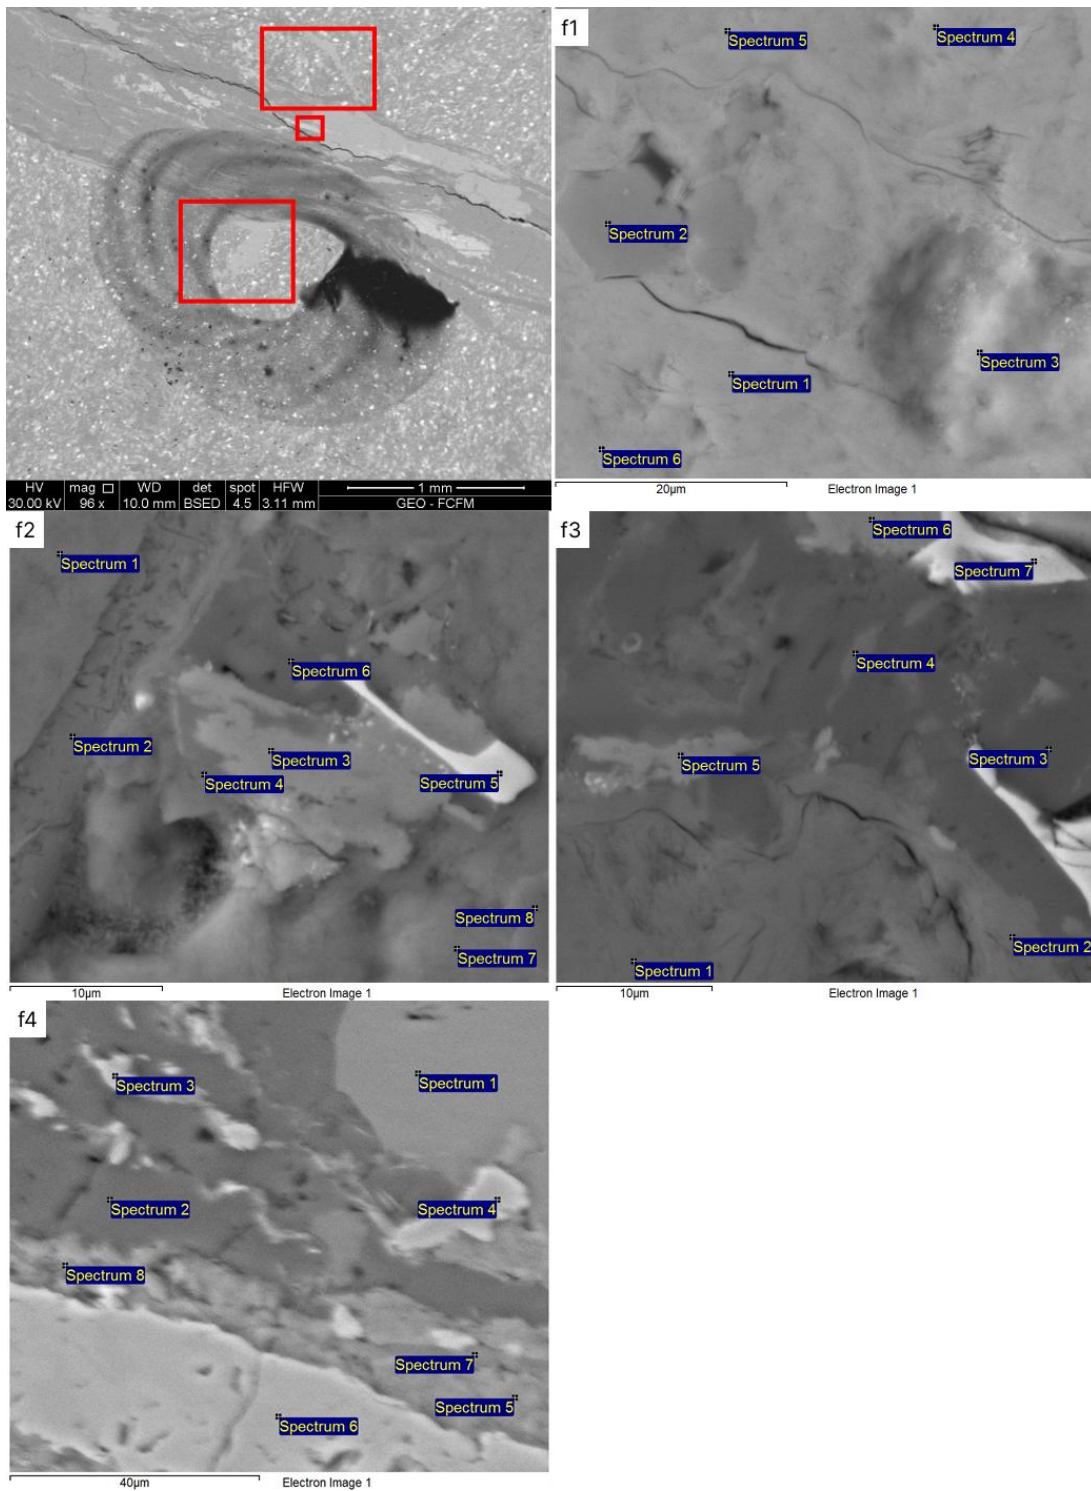 HV mag □ WD det spot HFW 1 mm
30.00 kV 96 x 10.0 mm BSED 4.5 3.11 mm GEO - FCFM
f1
Spectrum 5
Spectrum 4
Spectrum 2
Spectrum 3
Spectrum 1
Spectrum 6
20µm Electron Image 1
f2
Spectrum 1
Spectrum 6
Spectrum 2
Spectrum 3
Spectrum 4
Spectrum 5
Spectrum 8
Spectrum 7
10µm Electron Image 1
f3
Spectrum 6
Spectrum 7
Spectrum 4
Spectrum 3
Spectrum 5
Spectrum 2
Spectrum 1
10µm Electron Image 1
f4
Spectrum 1
Spectrum 3
Spectrum 2
Spectrum 4
Spectrum 8
Spectrum 7
Spectrum 5
Spectrum 6
40µm Electron Image 1